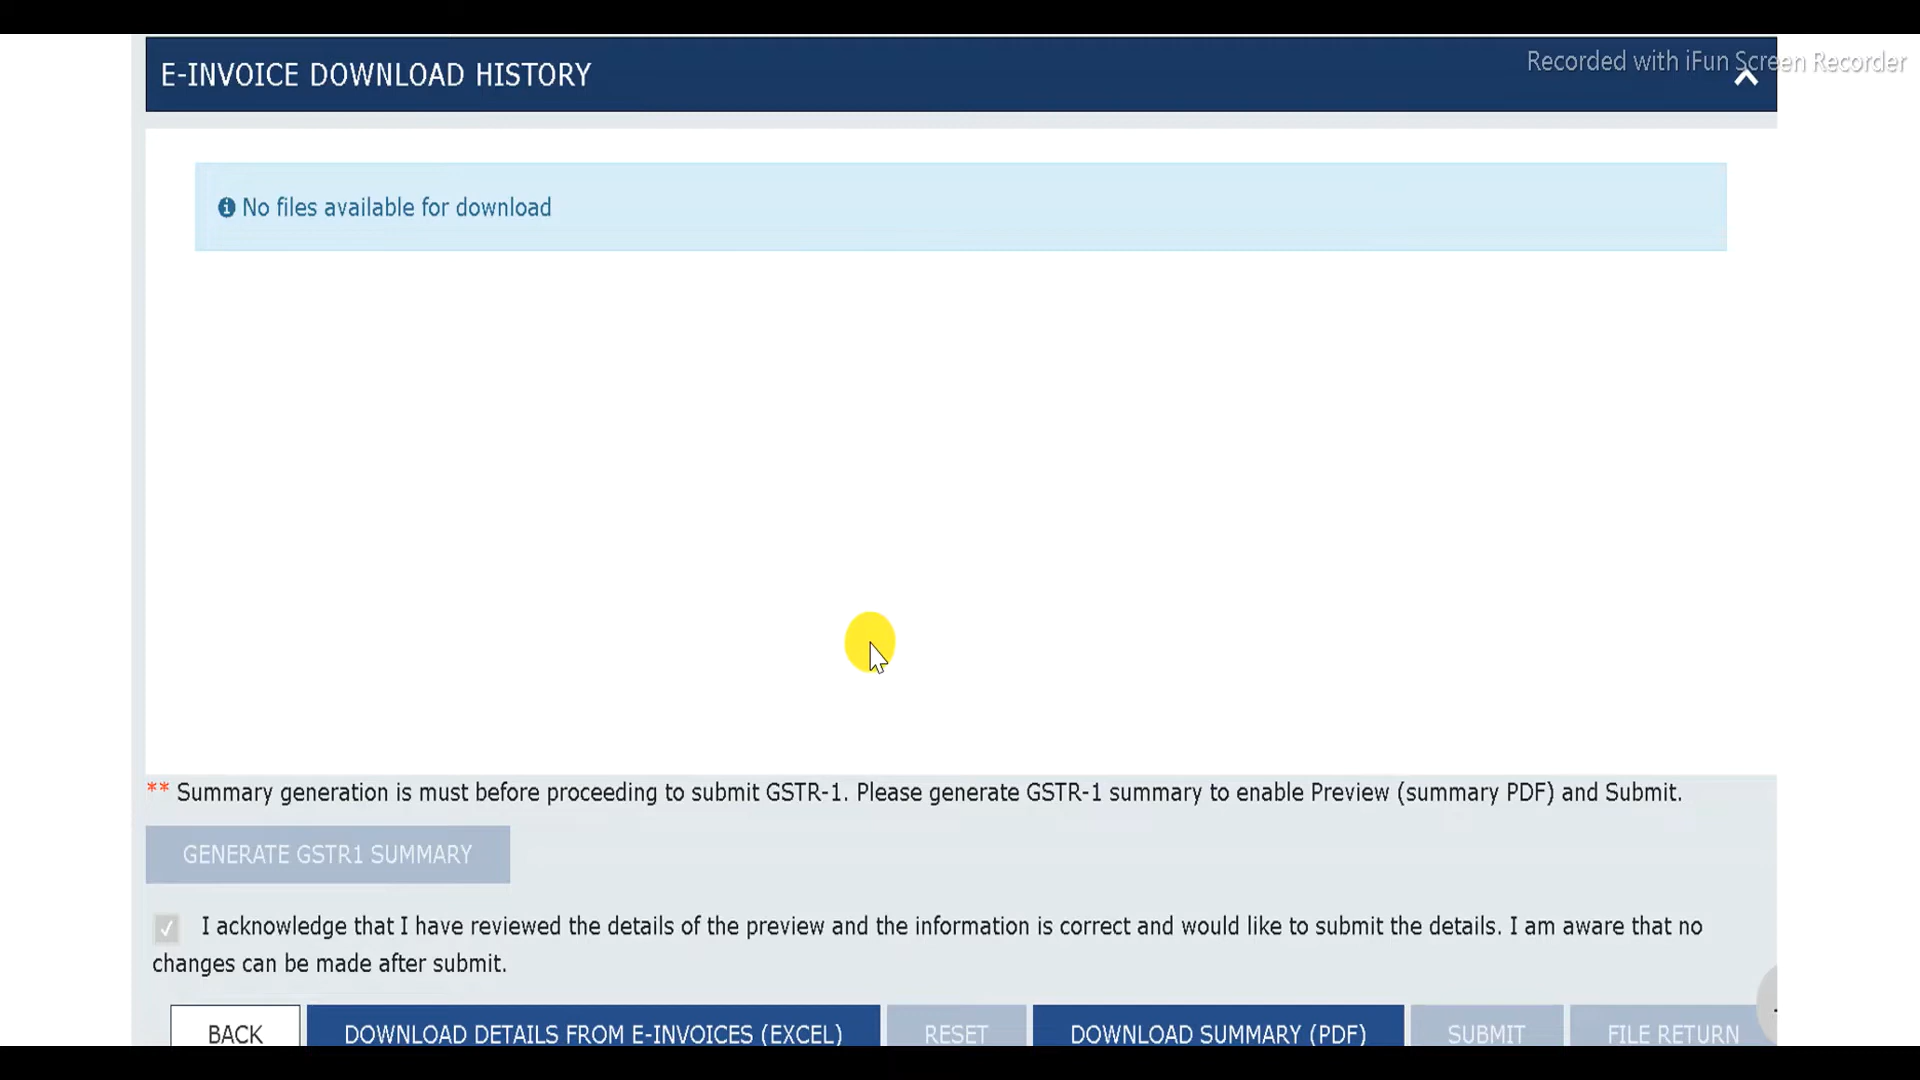 E-INVOICE DOWNLOAD HISTORY
Recorded with iFun Screen Recorder
No files available for download
** Summary generation is must before proceeding to submit GSTR-1. Please generate GSTR-1 summary to enable Preview (summary PDF) and Submit.
GENERATE GSTR1 SUMMARY
I acknowledge that I have reviewed the details of the preview and the information is correct and would like to submit the details. I am aware that no
changes can be made after submit.
BACK DOWNLOAD DETAILS FROM E-INVOICES (EXCEL) RESET DOWNLOAD SUMMARY (PDF) SUBMIT FILE RETURN